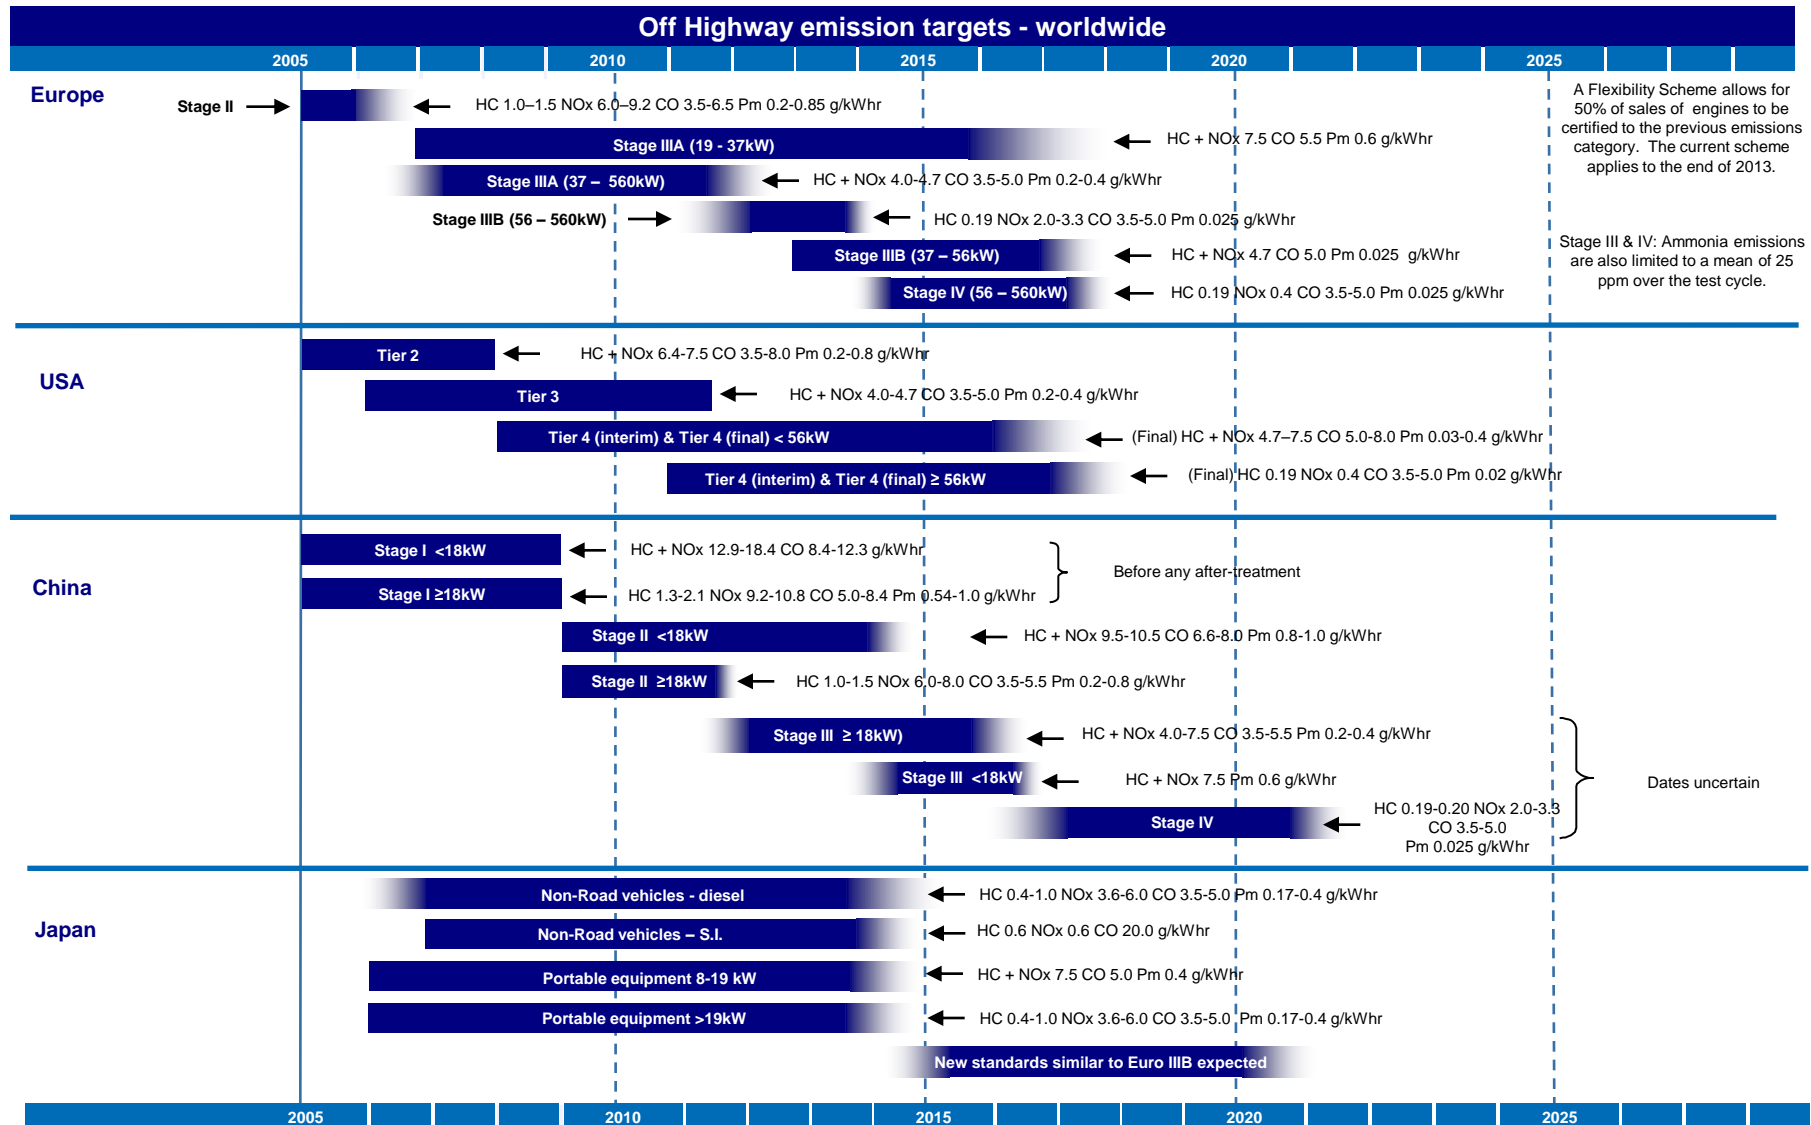 Off Highway emission targets - worldwide
2005 2010 2015 2020 2025
Europe
Stage II
HC 1.0–1.5 NOx 6.0–9.2 CO 3.5-6.5 Pm 0.2-0.85 g/kWhr
A Flexibility Scheme allows for
50% of sales of engines to be
certified to the previous emissions
category. The current scheme
applies to the end of 2013.
Stage IIIA (19 - 37kW)
HC + NOx 7.5 CO 5.5 Pm 0.6 g/kWhr
Stage IIIA (37 – 560kW)
HC + NOx 4.0-4.7 CO 3.5-5.0 Pm 0.2-0.4 g/kWhr
Stage IIIB (56 – 560kW)
HC 0.19 NOx 2.0-3.3 CO 3.5-5.0 Pm 0.025 g/kWhr
Stage IIIB (37 – 56kW)
HC + NOx 4.7 CO 5.0 Pm 0.025 g/kWhr
Stage III & IV: Ammonia emissions
are also limited to a mean of 25
ppm over the test cycle.
Stage IV (56 – 560kW)
HC 0.19 NOx 0.4 CO 3.5-5.0 Pm 0.025 g/kWhr
USA
Tier 2
HC + NOx 6.4-7.5 CO 3.5-8.0 Pm 0.2-0.8 g/kWhr
Tier 3
HC + NOx 4.0-4.7 CO 3.5-5.0 Pm 0.2-0.4 g/kWhr
Tier 4 (interim) & Tier 4 (final) < 56kW
(Final) HC + NOx 4.7–7.5 CO 5.0-8.0 Pm 0.03-0.4 g/kWhr
Tier 4 (interim) & Tier 4 (final) ≥ 56kW
(Final) HC 0.19 NOx 0.4 CO 3.5-5.0 Pm 0.02 g/kWhr
China
Stage I <18kW
HC + NOx 12.9-18.4 CO 8.4-12.3 g/kWhr
Before any after-treatment
Stage I ≥18kW
HC 1.3-2.1 NOx 9.2-10.8 CO 5.0-8.4 Pm 0.54-1.0 g/kWhr
Stage II <18kW
HC + NOx 9.5-10.5 CO 6.6-8.0 Pm 0.8-1.0 g/kWhr
Stage II ≥18kW
HC 1.0-1.5 NOx 6.0-8.0 CO 3.5-5.5 Pm 0.2-0.8 g/kWhr
Stage III ≥ 18kW)
HC + NOx 4.0-7.5 CO 3.5-5.5 Pm 0.2-0.4 g/kWhr
Stage III <18kW
HC + NOx 7.5 Pm 0.6 g/kWhr
Dates uncertain
Stage IV
HC 0.19-0.20 NOx 2.0-3.3
CO 3.5-5.0
Pm 0.025 g/kWhr
Japan
Non-Road vehicles - diesel
HC 0.4-1.0 NOx 3.6-6.0 CO 3.5-5.0 Pm 0.17-0.4 g/kWhr
Non-Road vehicles – S.I.
HC 0.6 NOx 0.6 CO 20.0 g/kWhr
Portable equipment 8-19 kW
HC + NOx 7.5 CO 5.0 Pm 0.4 g/kWhr
Portable equipment >19kW
HC 0.4-1.0 NOx 3.6-6.0 CO 3.5-5.0 Pm 0.17-0.4 g/kWhr
New standards similar to Euro IIIB expected
2005 2010 2015 2020 2025